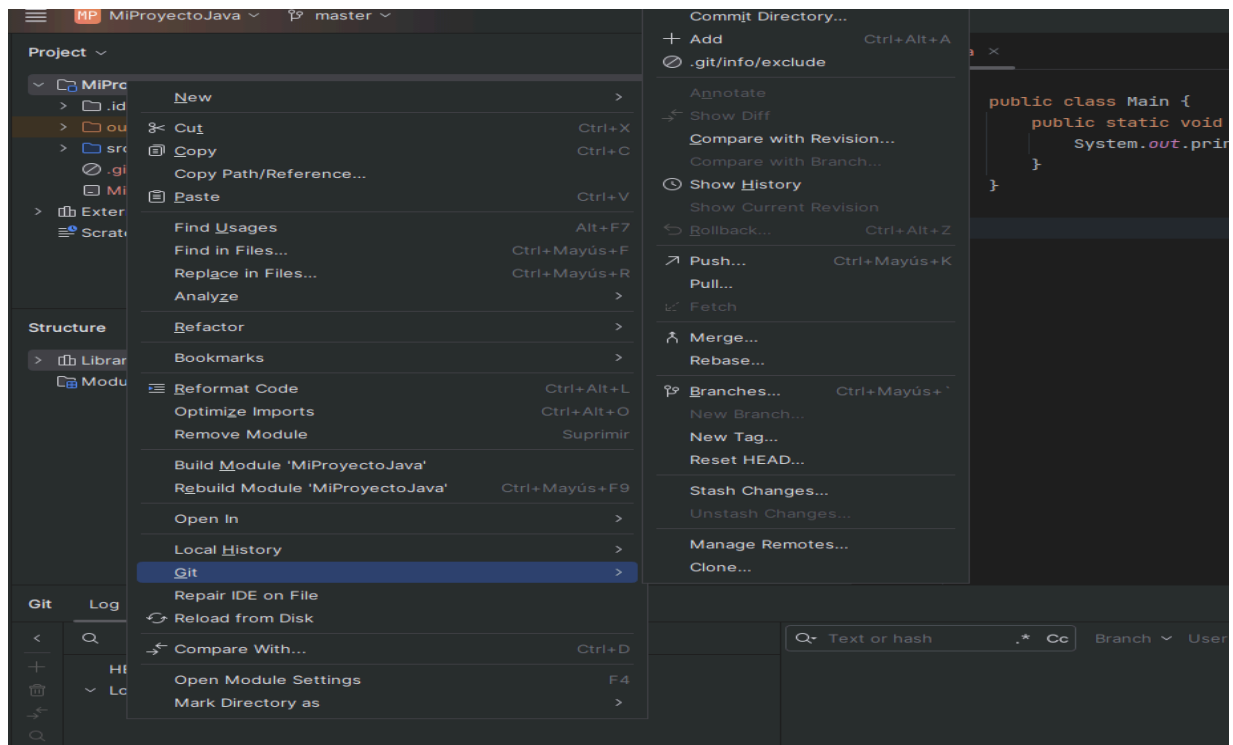 MP MiProyectoJava master
Project
MiPro
.id
ou
src
.gi
Mi
Exter
Scrat
Structure
Librar
Modu
Git Log
New
Cut Ctrl+X
Copy Ctrl+C
Copy Path/Reference...
Paste Ctrl+V
Find Usages Alt+F7
Find in Files... Ctrl+Mayús+F
Replace in Files... Ctrl+Mayús+R
Analyze
Refactor
Bookmarks
Reformat Code Ctrl+Alt+L
Optimize Imports Ctrl+Alt+O
Remove Module Suprimir
Build Module 'MiProyectoJava'
Rebuild Module 'MiProyectoJava' Ctrl+Mayús+F9
Open In
Local History
Git
Repair IDE on File
Reload from Disk
Compare With... Ctrl+D
Open Module Settings F4
Mark Directory as
Commit Directory...
Add Ctrl+Alt+A
.git/info/exclude
Annotate
Show Diff
Compare with Revision...
Compare with Branch...
Show History
Show Current Revision
Rollback... Ctrl+Alt+Z
Push... Ctrl+Mayús+K
Pull...
Fetch
Merge...
Rebase...
Branches... Ctrl+Mayús+`
New Branch...
New Tag...
Reset HEAD...
Stash Changes...
Unstash Changes...
Manage Remotes...
Clone...
public class Main {
public static void
System.out.prin
}
}
HE
Lo
Text or hash .* Cc Branch User